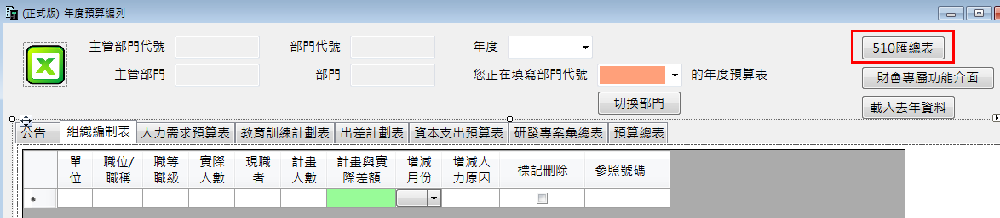 (正式版)-年度預算編列
主管部門代號 部門代號 年度 510匯總表
主管部門 部門 您正在填寫部門代號 的年度預算表 財會專屬功能介面
切換部門 載入去年資料
公告 組織編制表 人力需求預算表 教育訓練計劃表 出差計劃表 資本支出預算表 研發專案彙總表 預算總表
單位 職位/職稱 職等職級 實際人數 現職者 計畫人數 計畫與實際差額 增減月份 增減人力原因 標記刪除 參照號碼